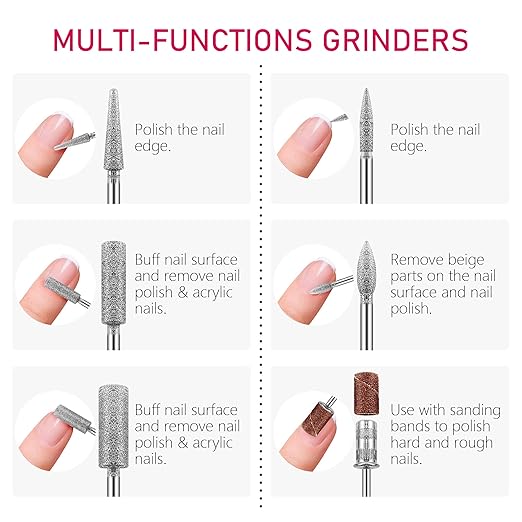 MULTI-FUNCTIONS GRINDERS
Polish the nail
edge.
Polish the nail
edge.
Buff nail surface
and remove nail
polish & acrylic
nails.
Remove beige
parts on the nail
surface and nail
polish.
Buff nail surface
and remove nail
polish & acrylic
nails.
Use with sanding
bands to polish
hard and rough
nails.